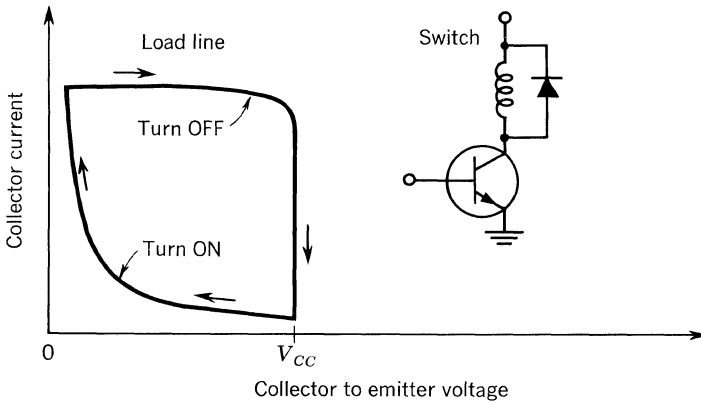 Load line
Switch
Turn OFF
Collector current
Turn ON
0
V_CC
Collector to emitter voltage